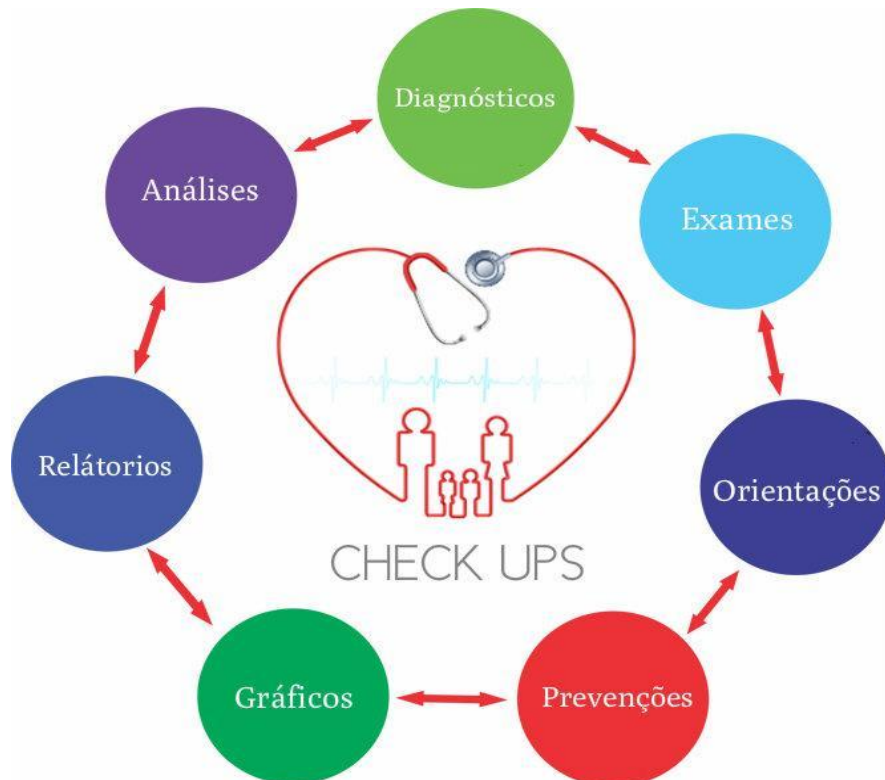 Diagnósticos
Análises
Exames
Relátorios
Orientações
CHECK UPS
Gráficos
Prevenções